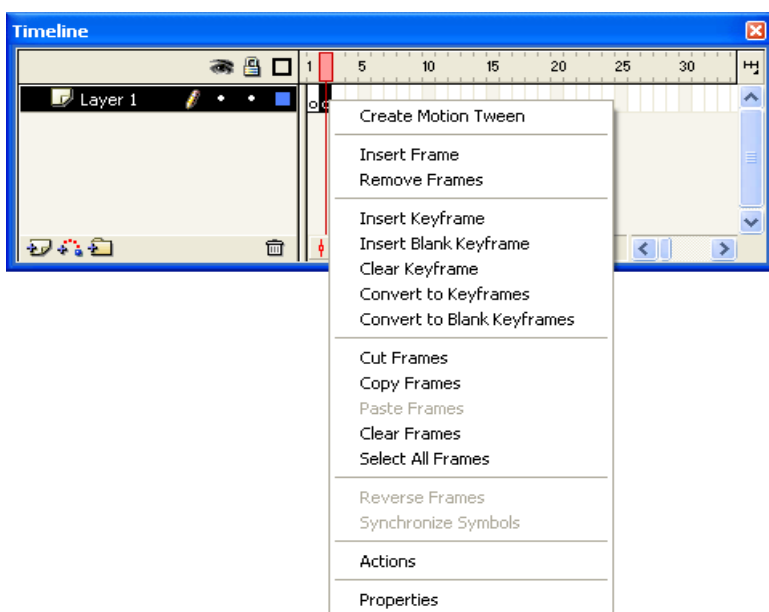 Timeline
1 5 10 15 20 25 30
Layer 1
Create Motion Tween
Insert Frame
Remove Frames
Insert Keyframe
Insert Blank Keyframe
Clear Keyframe
Convert to Keyframes
Convert to Blank Keyframes
Cut Frames
Copy Frames
Paste Frames
Clear Frames
Select All Frames
Reverse Frames
Synchronize Symbols
Actions
Properties